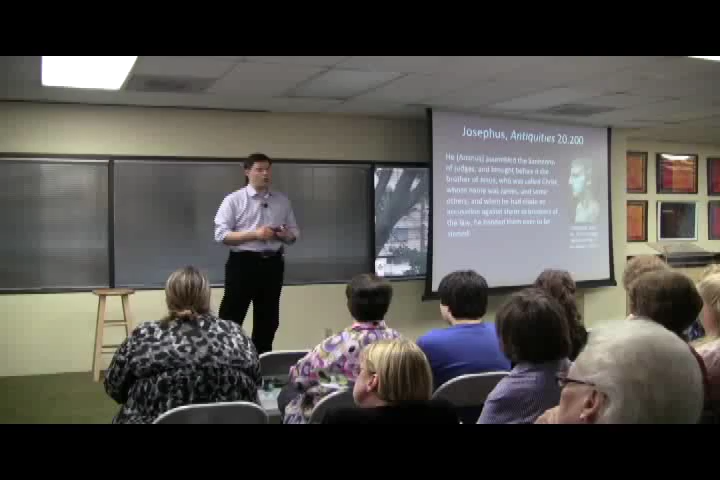 Josephus, Antiquities 20.200
He (Ananus) assembled the Sanhedrin
of judges, and brought before it the
brother of Jesus, who was called Christ,
whose name was James, and some
others; and when he had made an
accusation against them as breakers of
the law, he handed them over to be
stoned.